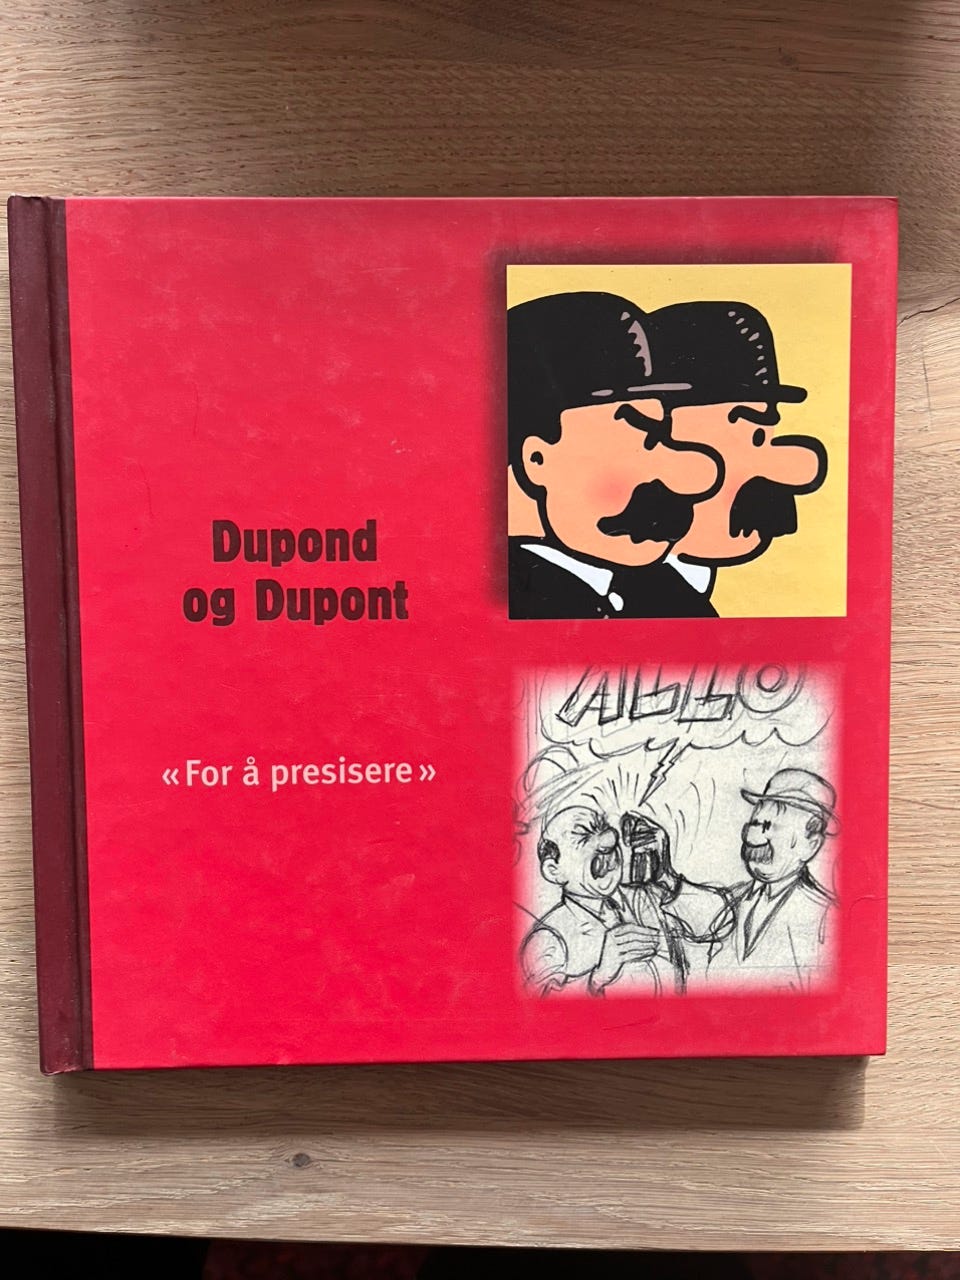 Dupond
og Dupont
«For å presisere»
ALLO